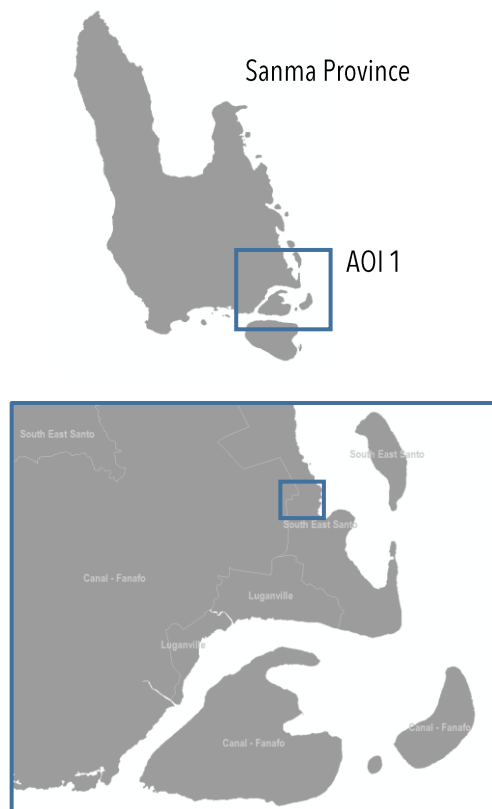 Sanma Province
AOI 1
South East Santo
South East Santo
South East Santo
Canal - Fanafo
Luganville
Luganville
Canal - Fanafo
Canal - Fanafo